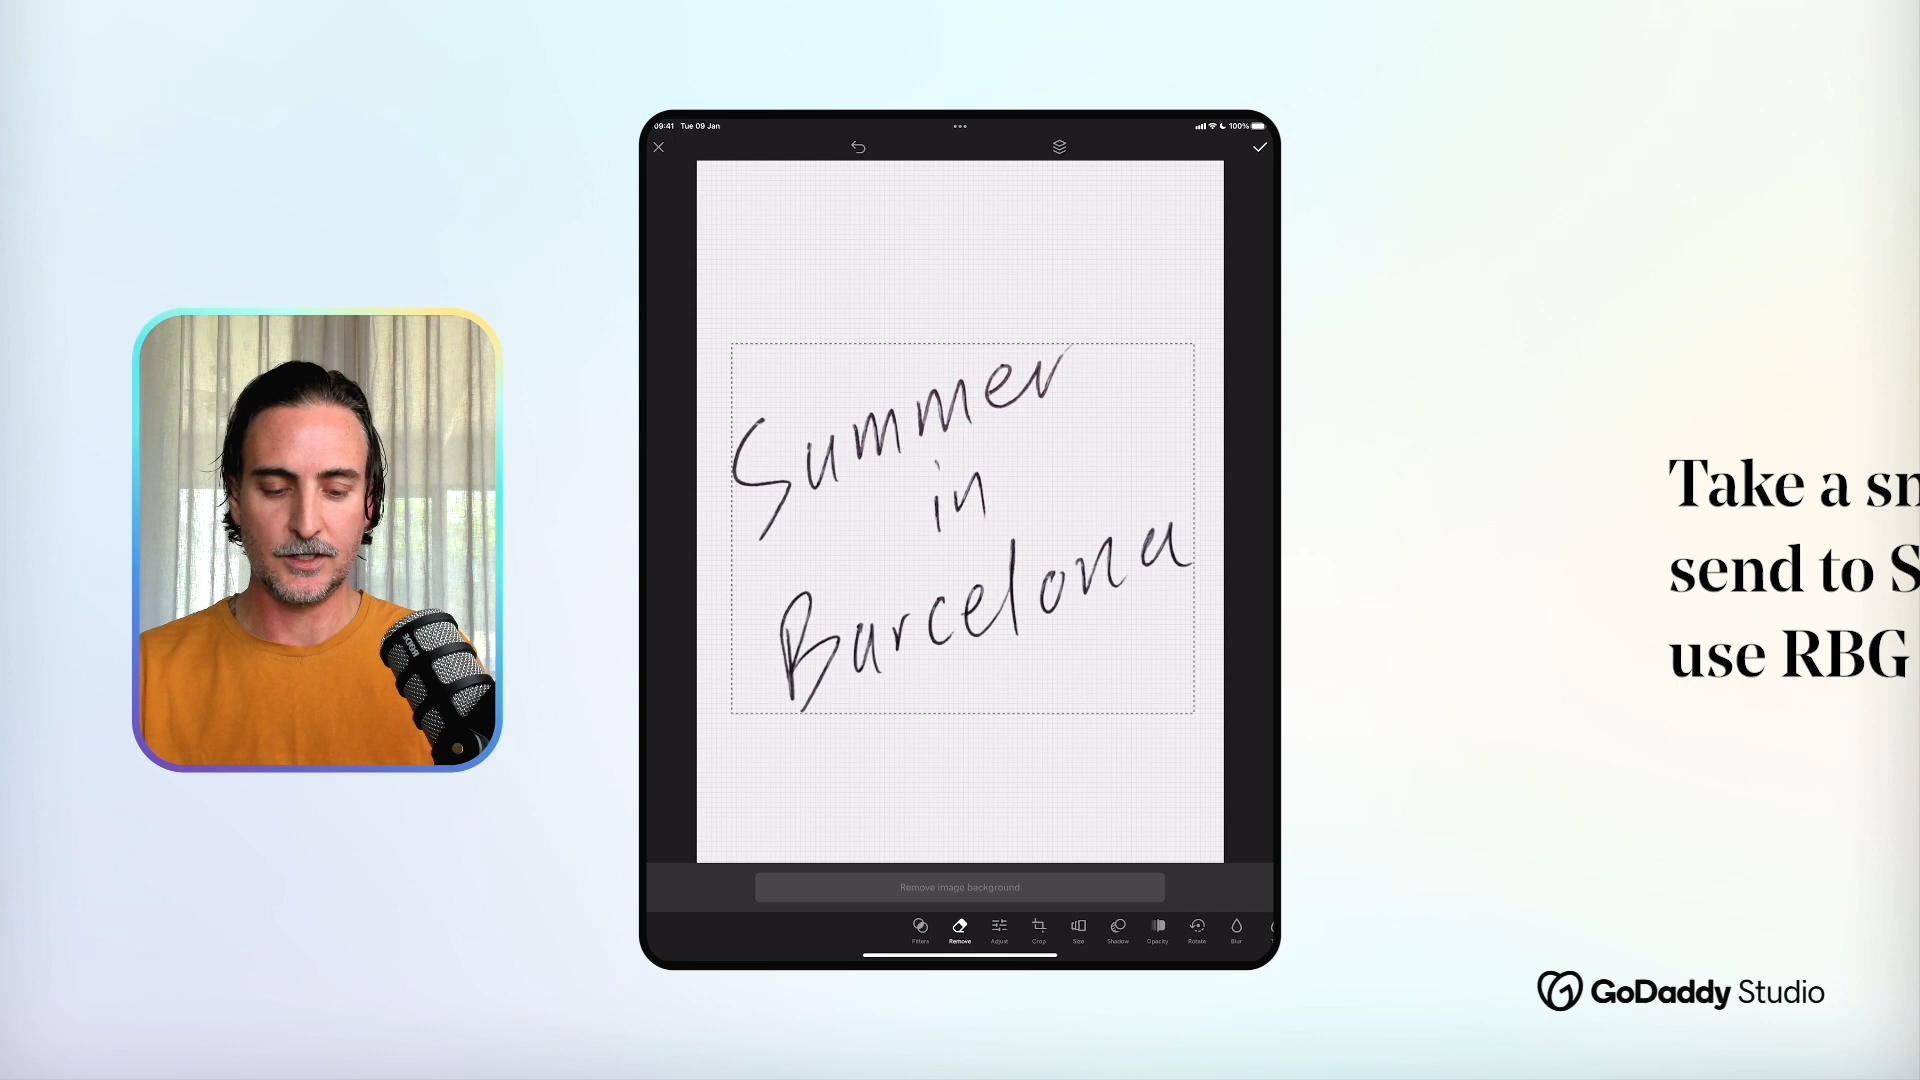 09:41 Tue 09 Jan
100%
Summer
in
Barcelona
Remove image background
Filters Remove Adjust Crop Size Shadow Opacity Rotate Blur
RØDE
Take a sn
send to S
use RBG
GoDaddy Studio